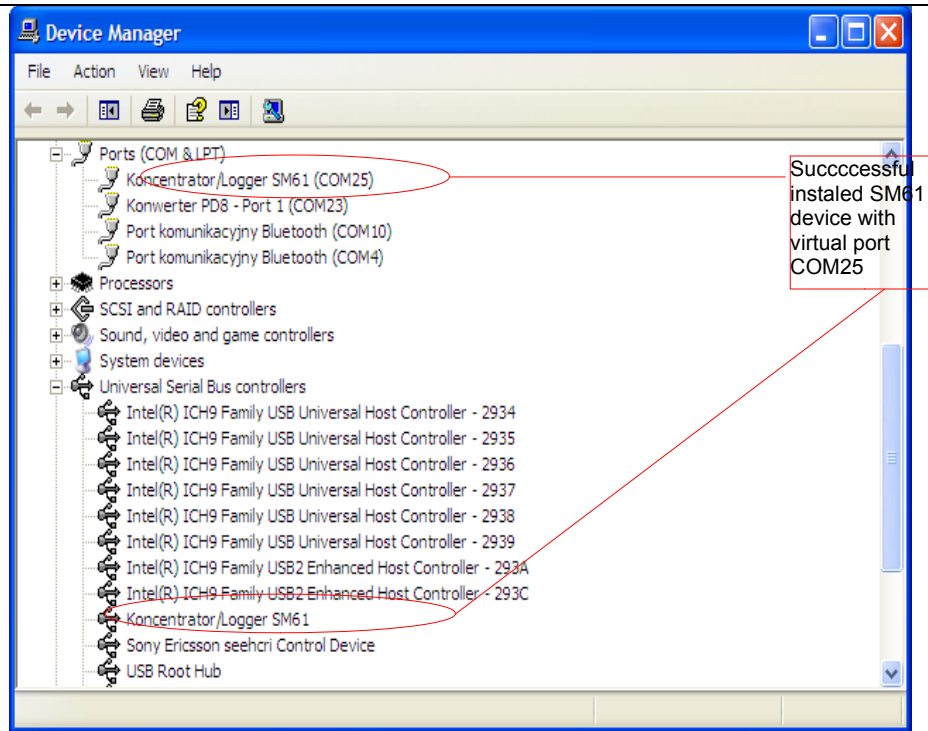 Device Manager
File Action View Help
Ports (COM & LPT)
Koncentrator/Logger SM61 (COM25)
Konwerter PD8 - Port 1 (COM23)
Port komunikacyjny Bluetooth (COM10)
Port komunikacyjny Bluetooth (COM4)
Processors
SCSI and RAID controllers
Sound, video and game controllers
System devices
Universal Serial Bus controllers
Intel(R) ICH9 Family USB Universal Host Controller - 2934
Intel(R) ICH9 Family USB Universal Host Controller - 2935
Intel(R) ICH9 Family USB Universal Host Controller - 2936
Intel(R) ICH9 Family USB Universal Host Controller - 2937
Intel(R) ICH9 Family USB Universal Host Controller - 2938
Intel(R) ICH9 Family USB Universal Host Controller - 2939
Intel(R) ICH9 Family USB2 Enhanced Host Controller - 293A
Intel(R) ICH9 Family USB2 Enhanced Host Controller - 293C
Koncentrator/Logger SM61
Sony Ericsson seehcri Control Device
USB Root Hub
Succccessful
instaled SM61
device with
virtual port
COM25